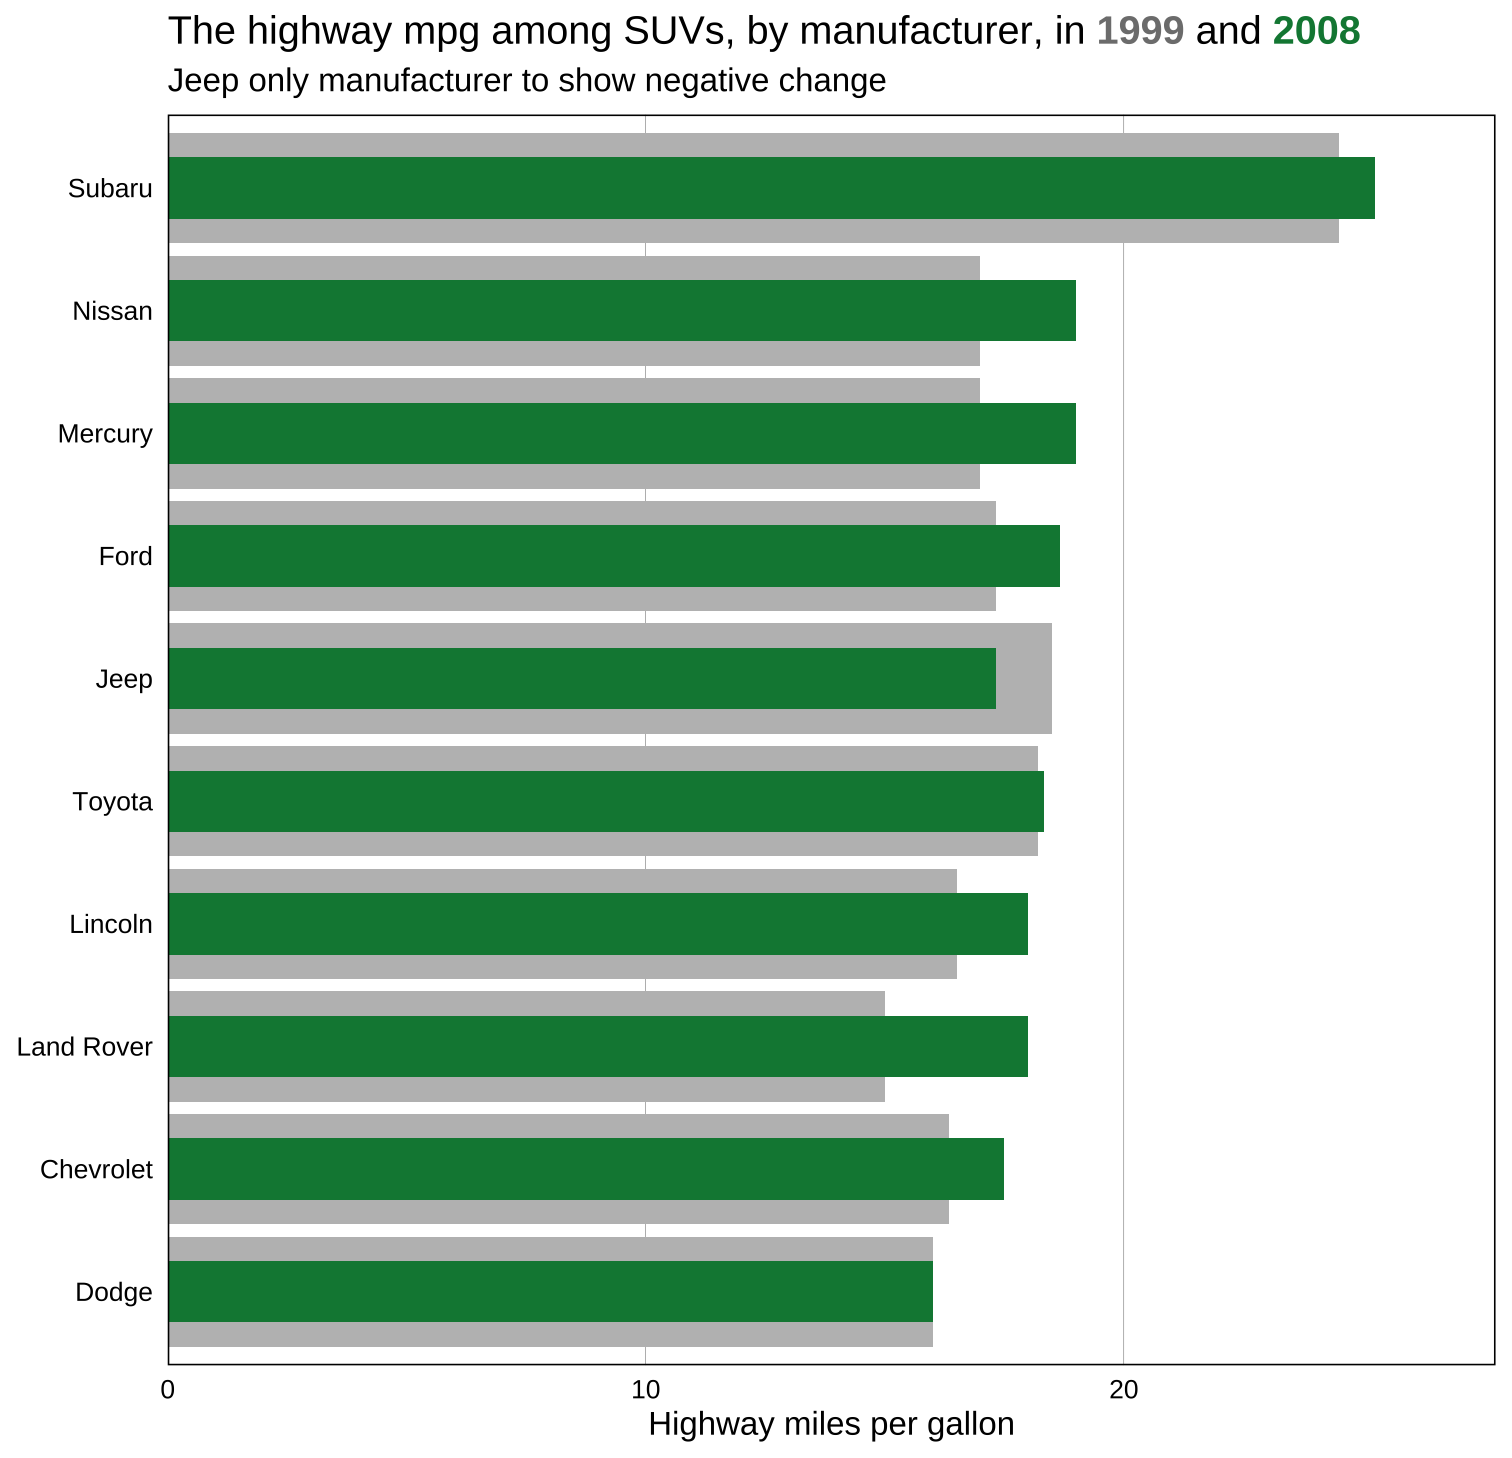 The highway mpg among SUVs, by manufacturer, in 1999 and 2008
Jeep only manufacturer to show negative change
Subaru
Nissan
Mercury
Ford
Jeep
Toyota
Lincoln
Land Rover
Chevrolet
Dodge
0 10 20
Highway miles per gallon